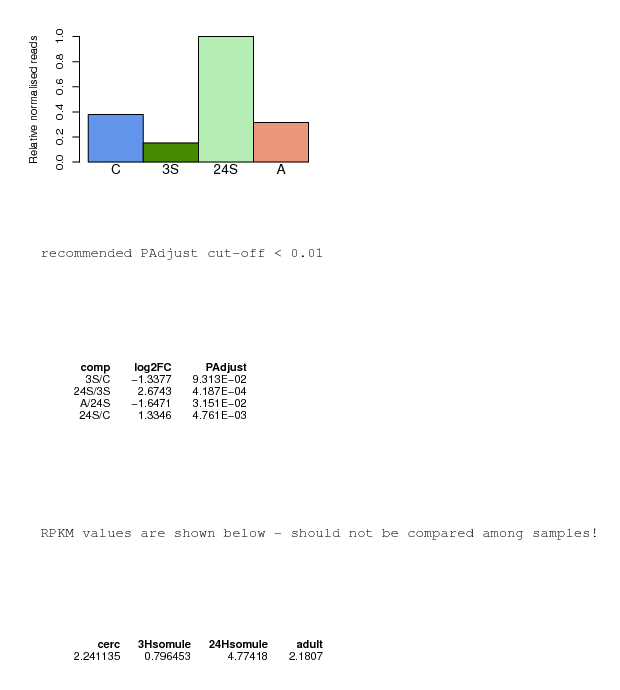 Relative normalised reads
1.0
0.8
0.6
0.4
0.2
0.0
C 3S 24S A
recommended PAdjust cut-off < 0.01
comp log2FC PAdjust
3S/C −1.3377 9.313E−02
24S/3S 2.6743 4.187E−04
A/24S −1.6471 3.151E−02
24S/C 1.3346 4.761E−03
RPKM values are shown below - should not be compared among samples!
cerc 3Hsomule 24Hsomule adult
2.241135 0.796453 4.77418 2.1807